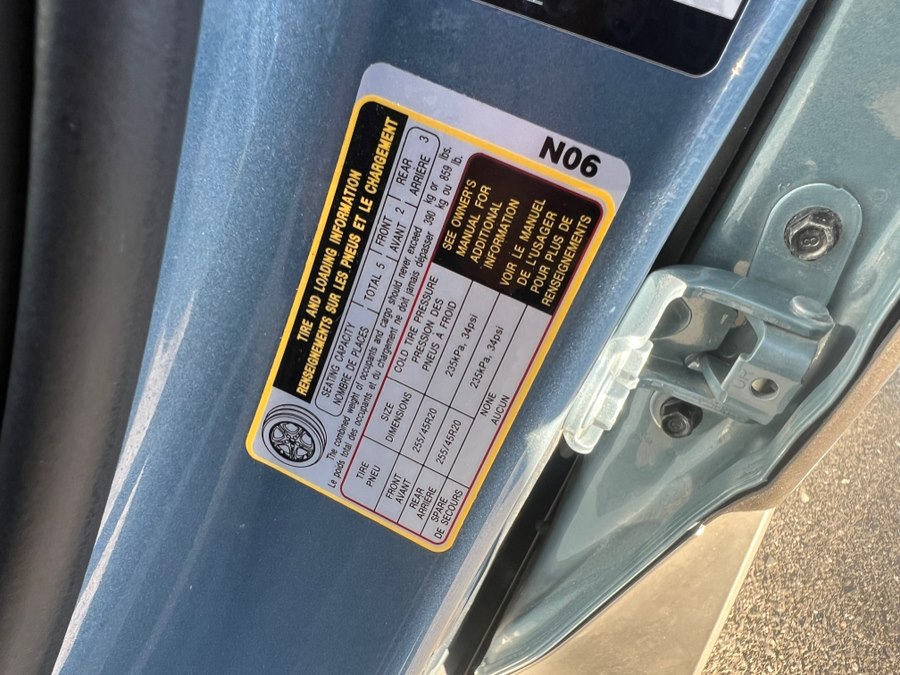 N06
TIRE AND LOADING INFORMATION
RENSEIGNEMENTS SUR LES PNEUS ET LE CHARGEMENT
SEATING CAPACITY
NOMBRE DE PLACES
TOTAL 5
FRONT
AVANT 2
REAR
ARRIÈRE 3
The combined weight of occupants and cargo should never exceed 390 kg or 859 lbs.
Le poids total des occupants et du chargement ne doit jamais dépasser 390 kg ou 859 lb.
TIRE
PNEU
SIZE
DIMENSIONS
COLD TIRE PRESSURE
PRESSION DES
PNEUS À FROID
FRONT
AVANT
255/45R20
235kPa, 34psi
REAR
ARRIÈRE
255/45R20
235kPa, 34psi
SPARE
DE SECOURS
NONE
AUCUN
SEE OWNER'S
MANUAL FOR
ADDITIONAL
INFORMATION
VOIR LE MANUEL
DE L'USAGER
POUR PLUS DE
RENSEIGNEMENTS
8